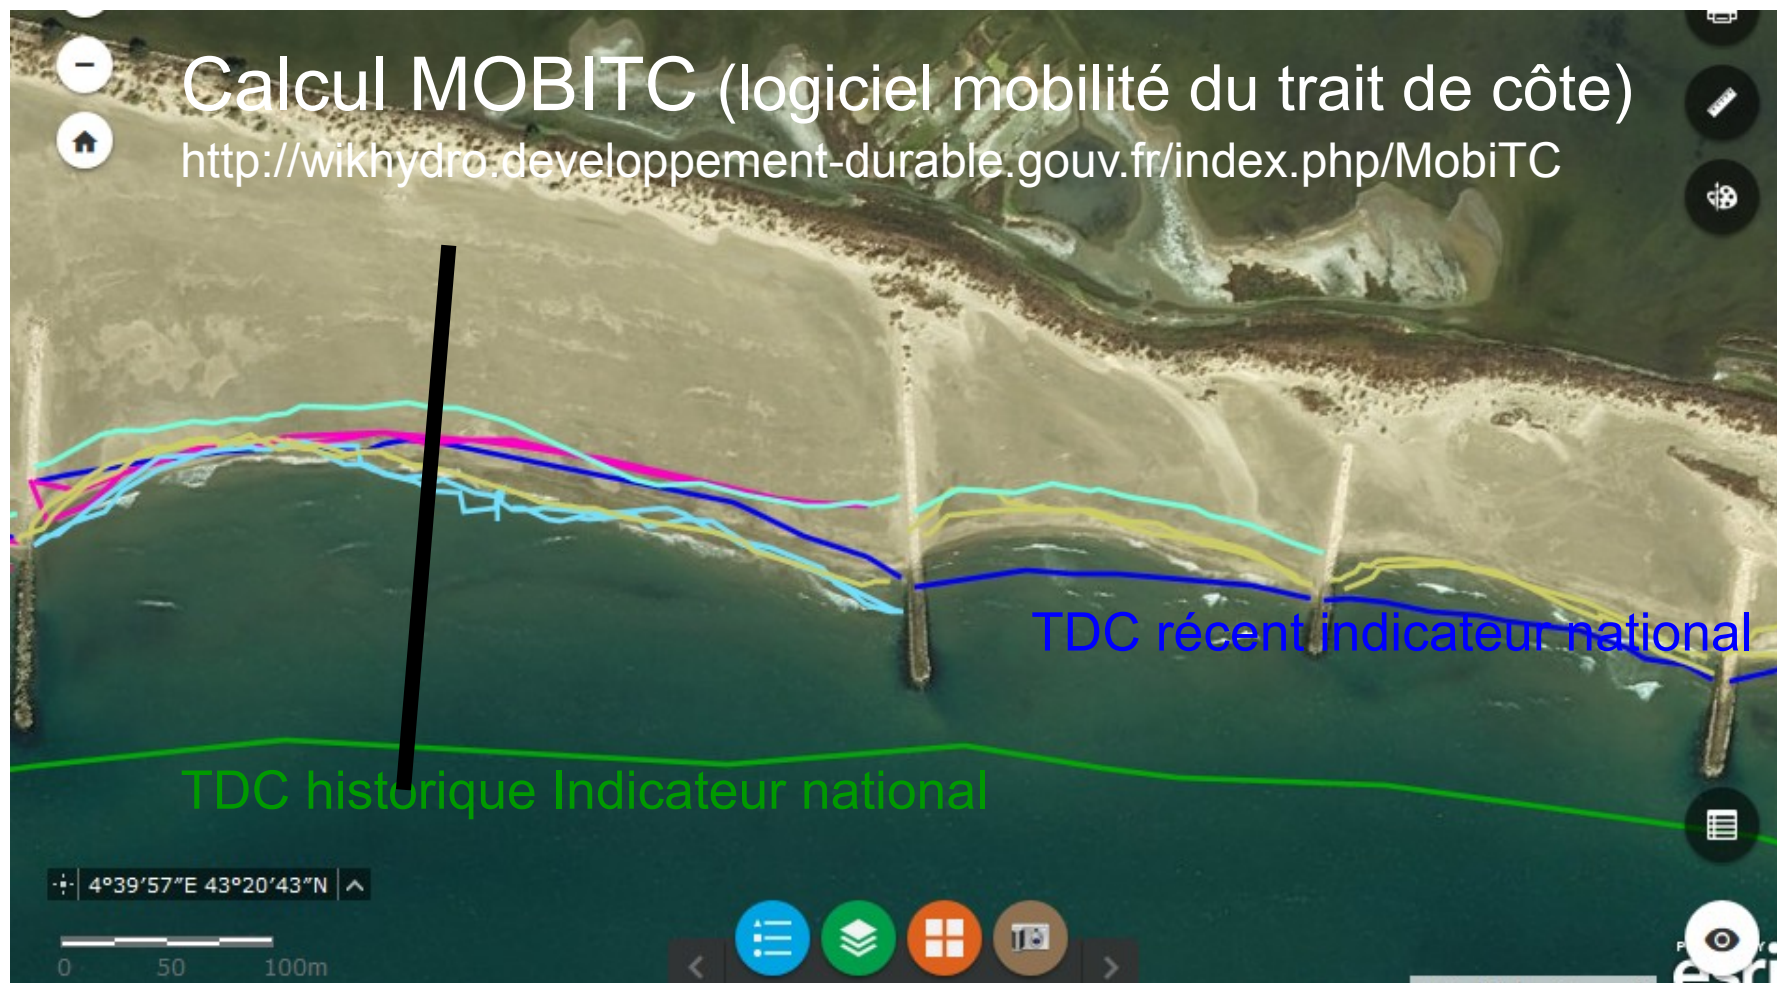 Calcul MOBITC (logiciel mobilité du trait de côte)
http://wikhydro.developpement-durable.gouv.fr/index.php/MobiTC
TDC récent indicateur national
TDC historique Indicateur national
4°39'57"E 43°20'43"N
0 50 100m
esri